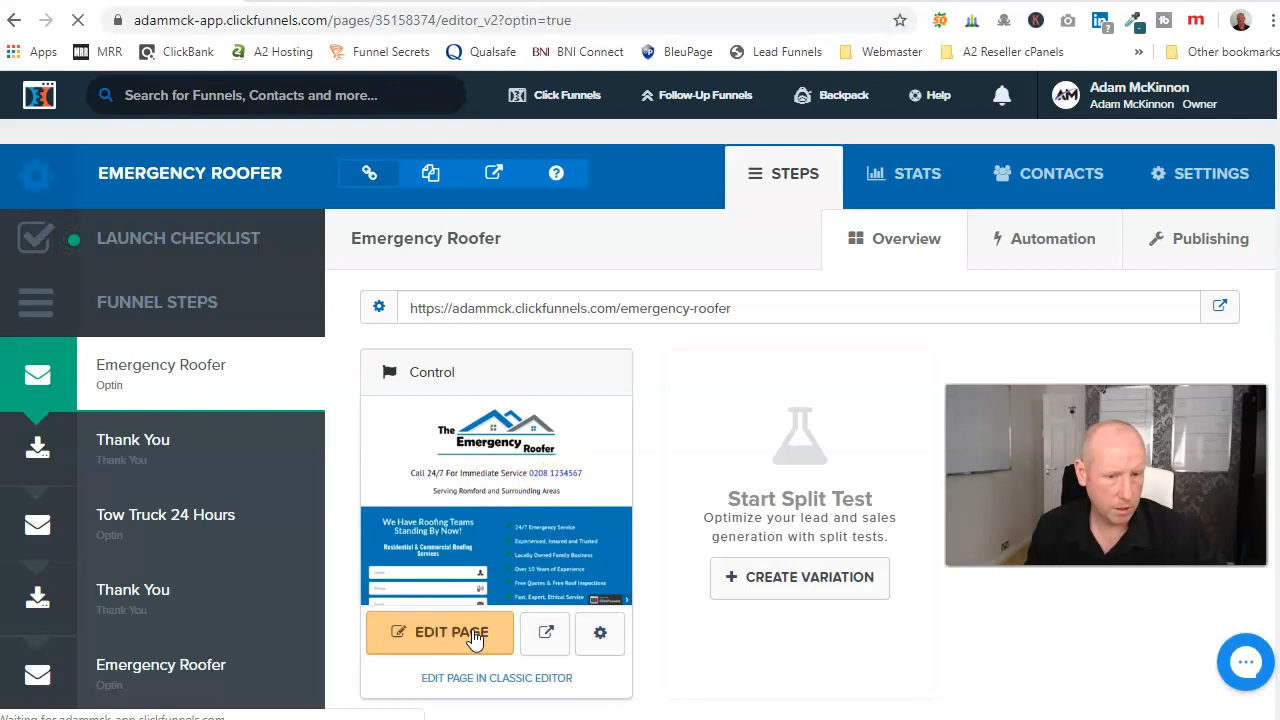 adammck-app.clickfunnels.com/pages/35158374/editor_v2?optin=true
Apps MRR ClickBank A2 Hosting Funnel Secrets Qualsafe BNI Connect BleuPage Lead Funnels Webmaster A2 Reseller cPanels » Other bookmarks
Search for Funnels, Contacts and more...
Click Funnels
Follow-Up Funnels
Backpack
Help
AM
Adam McKinnon
Adam McKinnon Owner
EMERGENCY ROOFER
STEPS
STATS
CONTACTS
SETTINGS
LAUNCH CHECKLIST
Emergency Roofer
Overview
Automation
Publishing
FUNNEL STEPS
https://adammck.clickfunnels.com/emergency-roofer
Emergency Roofer
Optin
Thank You
Thank You
Tow Truck 24 Hours
Optin
Thank You
Thank You
Emergency Roofer
Optin
Control
The
Emergency
Roofer
Call 24/7 For Immediate Service 0208 1234567
Serving Romford and Surrounding Areas
We Have Roofing Teams
Standing By Now!
Residential & Commercial Roofing
Services
24/7 Emergency Service
Experienced, Insured and Trusted
Locally Owned Family Business
Over 10 Years of Experience
Free Quotes & Free Roof Inspections
Fast, Expert, Ethical Service
EDIT PAGE
EDIT PAGE IN CLASSIC EDITOR
Start Split Test
Optimize your lead and sales
generation with split tests.
+ CREATE VARIATION
Waiting for adammck-app.clickfunnels.com